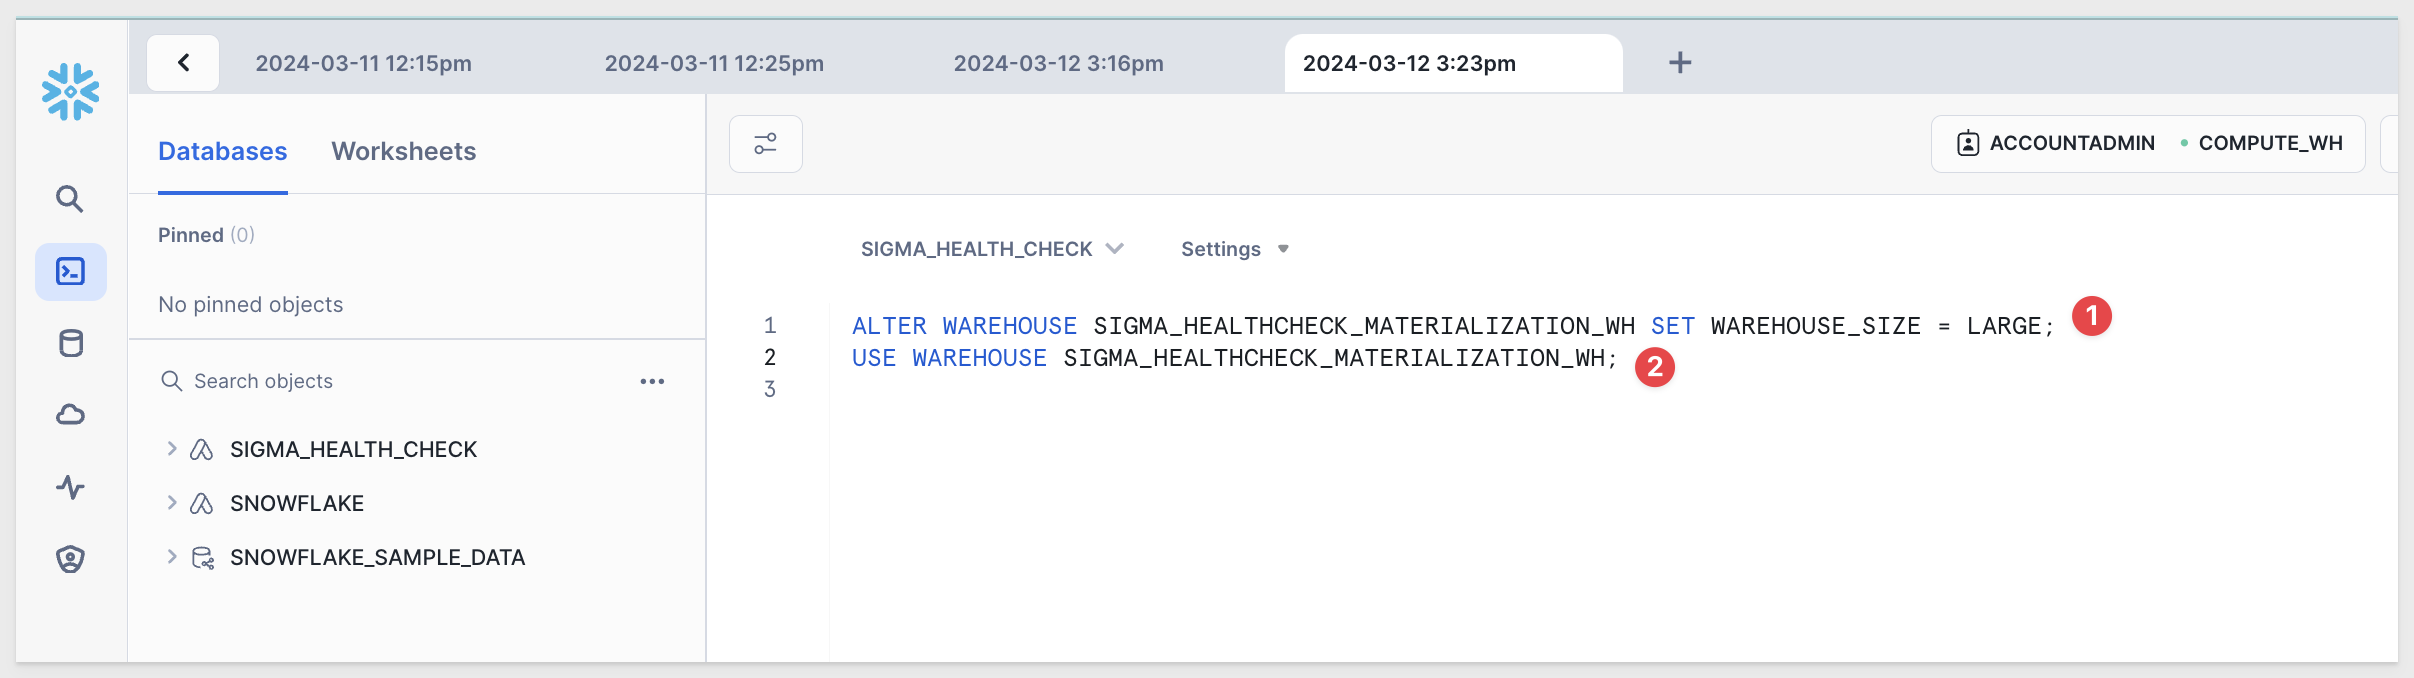 2024-03-11 12:15pm 2024-03-11 12:25pm 2024-03-12 3:16pm 2024-03-12 3:23pm +
Databases Worksheets
ACCOUNTADMIN • COMPUTE_WH
Pinned (0)
No pinned objects
Search objects •••
SIGMA_HEALTH_CHECK
SNOWFLAKE
SNOWFLAKE_SAMPLE_DATA
SIGMA_HEALTH_CHECK Settings
1 ALTER WAREHOUSE SIGMA_HEALTHCHECK_MATERIALIZATION_WH SET WAREHOUSE_SIZE = LARGE; 1
2 USE WAREHOUSE SIGMA_HEALTHCHECK_MATERIALIZATION_WH; 2
3